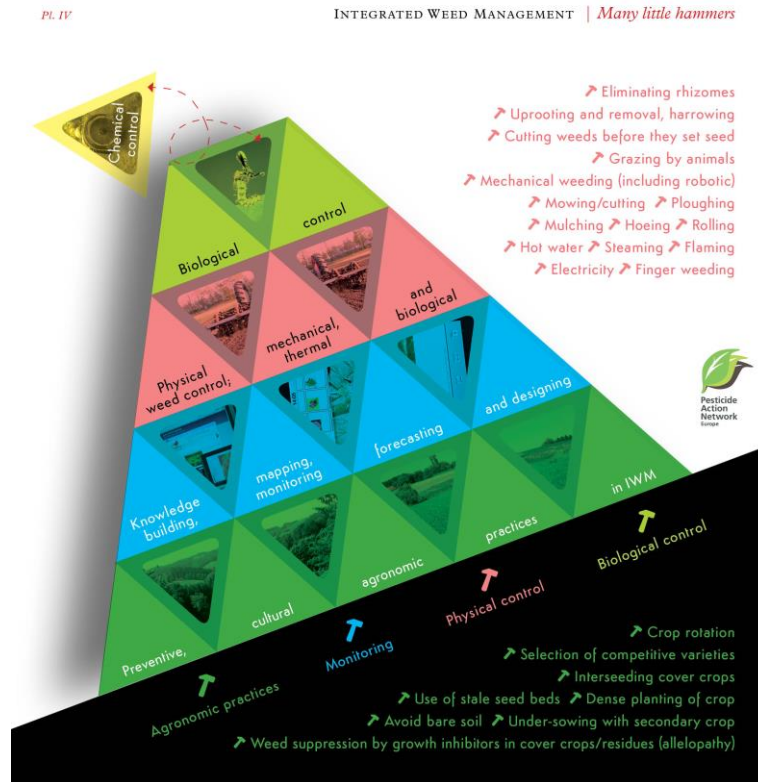 PL. IV
INTEGRATED WEED MANAGEMENT | Many little hammers
Chemical
control
Eliminating rhizomes
Uprooting and removal, harrowing
Cutting weeds before they set seed
Grazing by animals
Mechanical weeding (including robotic)
Mowing/cutting Ploughing
Mulching Hoeing Rolling
Hot water Steaming Flaming
Electricity Finger weeding
Biological
control
Physical
weed control;
mechanical,
thermal
and
biological
Pesticide
Action
Network
Europe
Knowledge
building,
mapping,
monitoring
forecasting
and designing
Preventive,
cultural
agronomic
practices
in IWM
Agronomic practices
Monitoring
Physical control
Biological control
Crop rotation
Selection of competitive varieties
Interseeding cover crops
Use of stale seed beds Dense planting of crop
Avoid bare soil Under-sowing with secondary crop
Weed suppression by growth inhibitors in cover crops/residues (allelopathy)